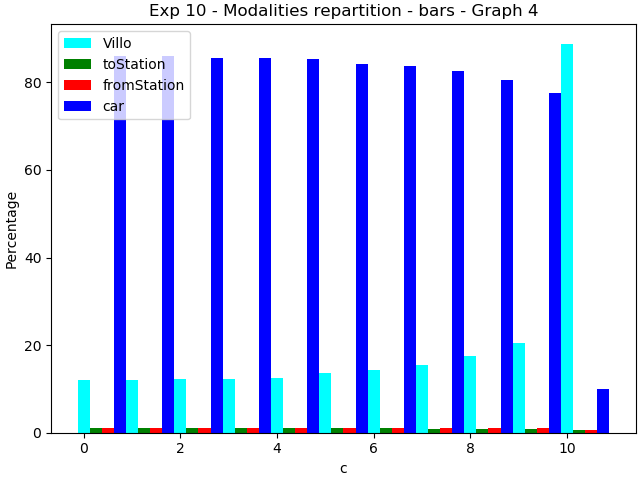 Exp 10 - Modalities repartition - bars - Graph 4
Villo
toStation
fromStation
car
Percentage
80
60
40
20
0
0 2 4 6 8 10
c